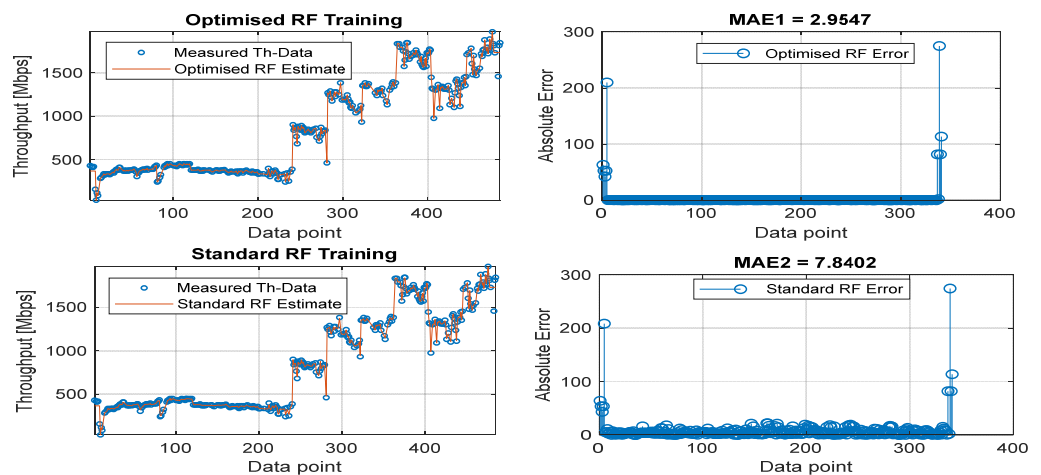 Optimised RF Training
Throughput [Mbps]
1500
1000
500
100
200
300
400
Data point
Measured Th-Data
Optimised RF Estimate
MAE1 = 2.9547
Absolute Error
300
200
100
0
0
100
200
300
400
Data point
Optimised RF Error
Standard RF Training
Throughput [Mbps]
1500
1000
500
100
200
300
400
Data point
Measured Th-Data
Standard RF Estimate
MAE2 = 7.8402
Absolute Error
300
200
100
0
0
100
200
300
400
Data point
Standard RF Error